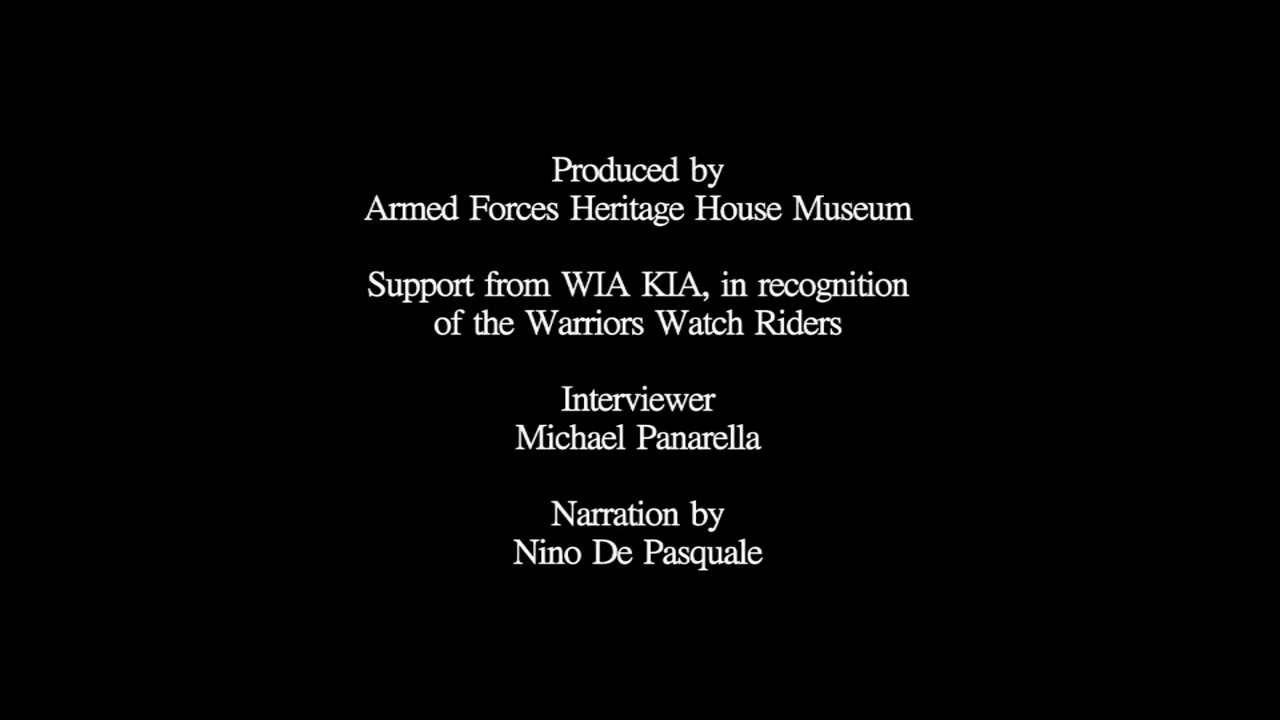 Produced by
Armed Forces Heritage House Museum
Support from WIA KIA, in recognition
of the Warriors Watch Riders
Interviewer
Michael Panarella
Narration by
Nino De Pasquale